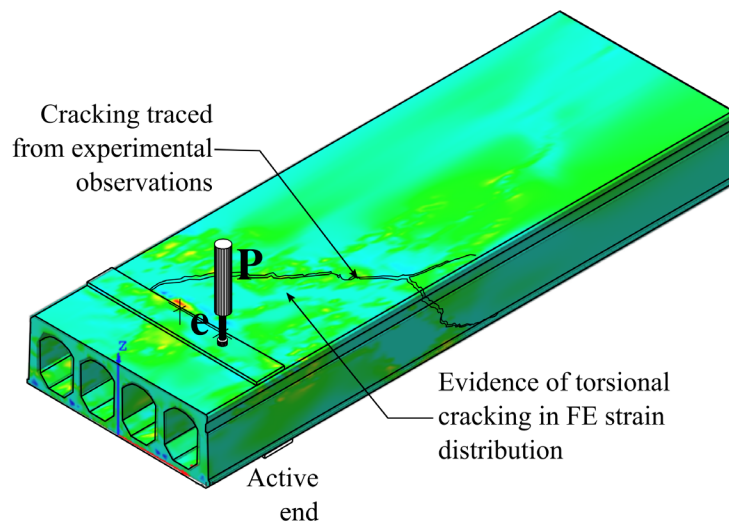 Cracking traced
from experimental
observations
P
e
z
Evidence of torsional
cracking in FE strain
distribution
Active
end